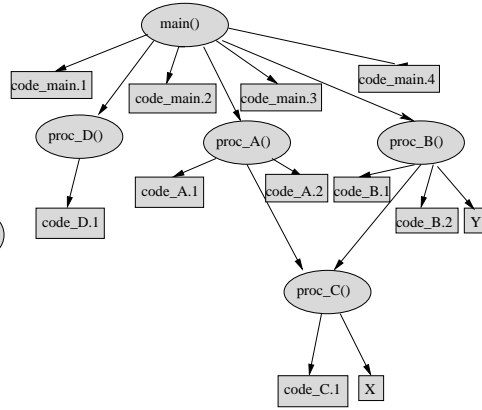 main()
code_main.1
code_main.2
code_main.3
code_main.4
proc_D()
proc_A()
proc_B()
code_D.1
code_A.1
code_A.2
code_B.1
code_B.2
Y
proc_C()
code_C.1
X